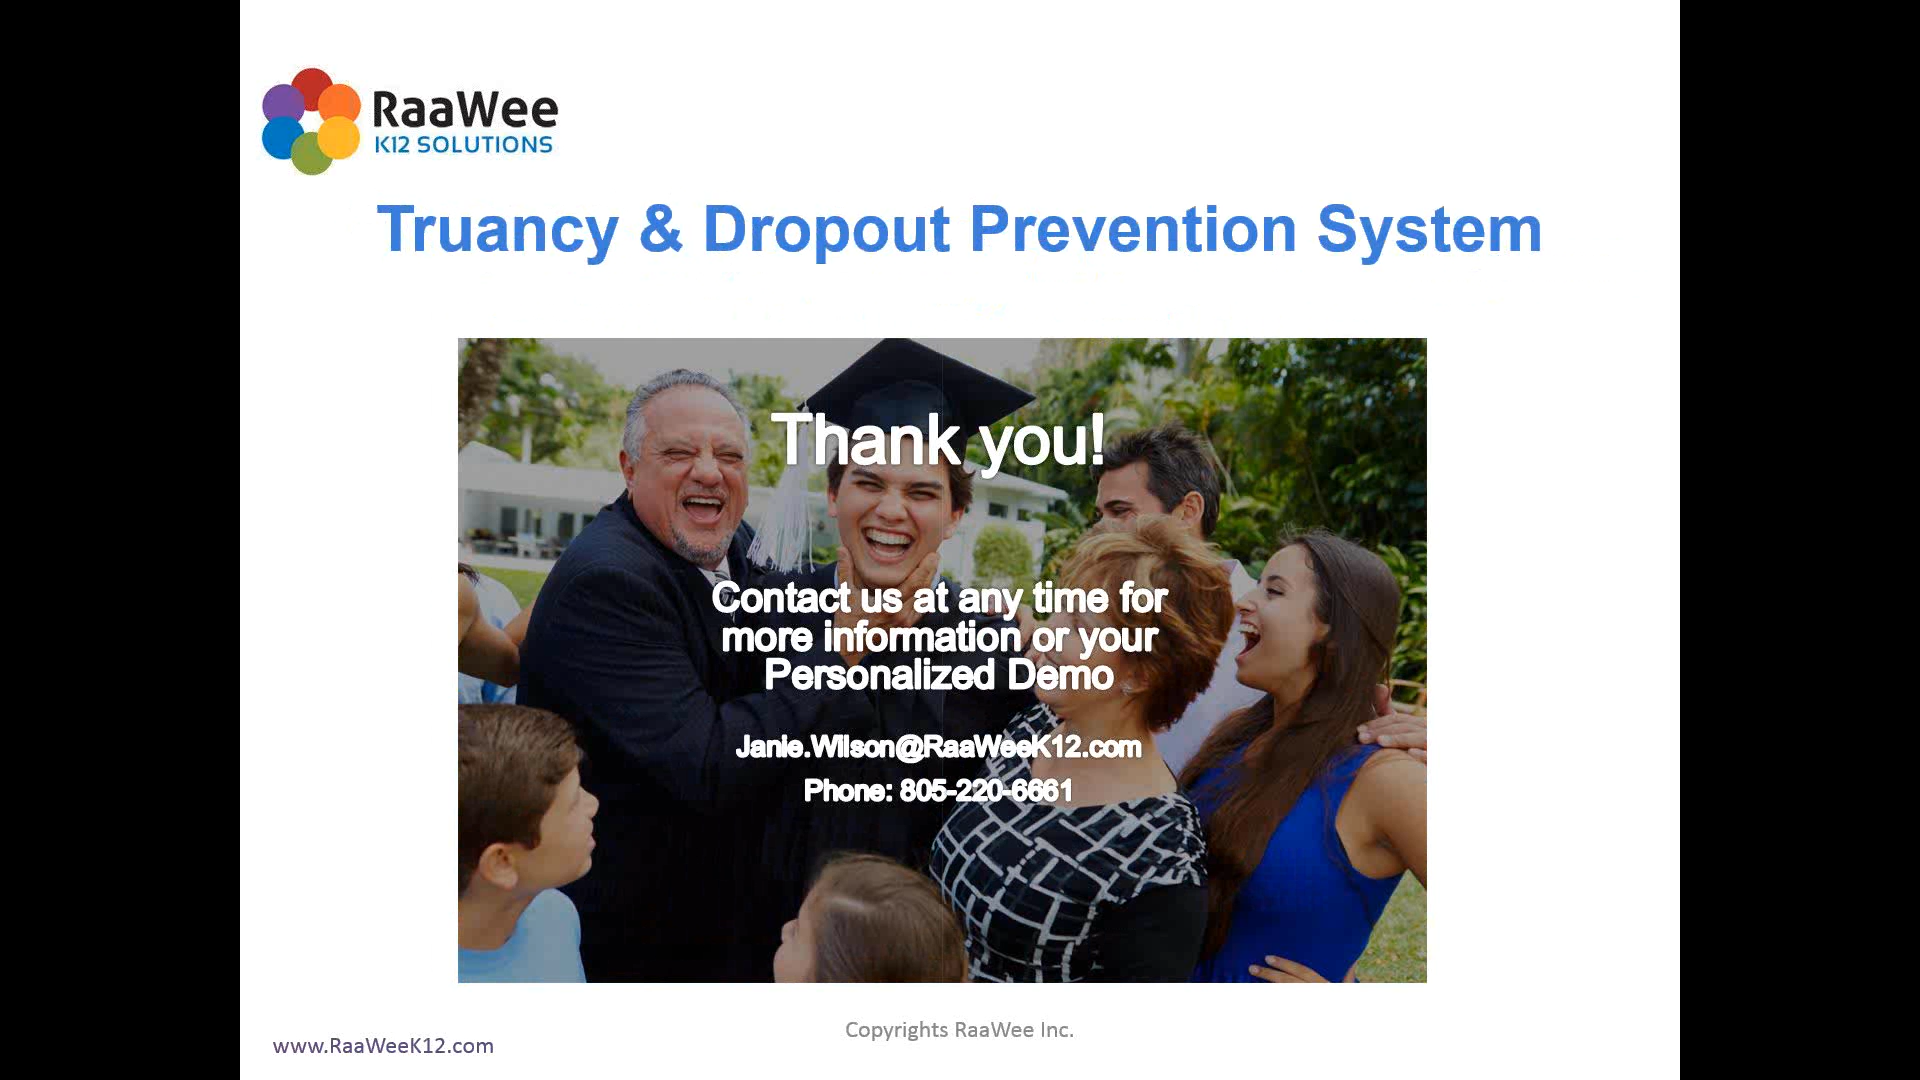 RaaWee
K12 SOLUTIONS
Truancy & Dropout Prevention System
Thank you!
Contact us at any time for
more information or your
Personalized Demo
Janie.Wilson@RaaWeeK12.com
Phone: 805-220-6661
Copyrights RaaWee Inc.
www.RaaWeeK12.com